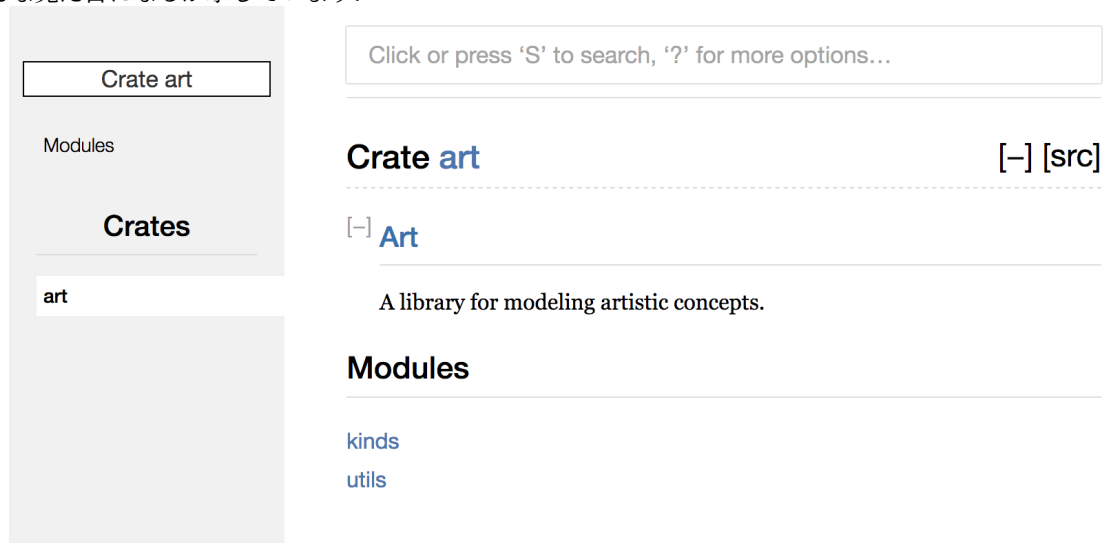 Click or press ‘S’ to search, ‘?’ for more options…
Crate art
Modules
Crates
art
Crate art
[–] [src]
[–] Art
A library for modeling artistic concepts.
Modules
kinds
utils